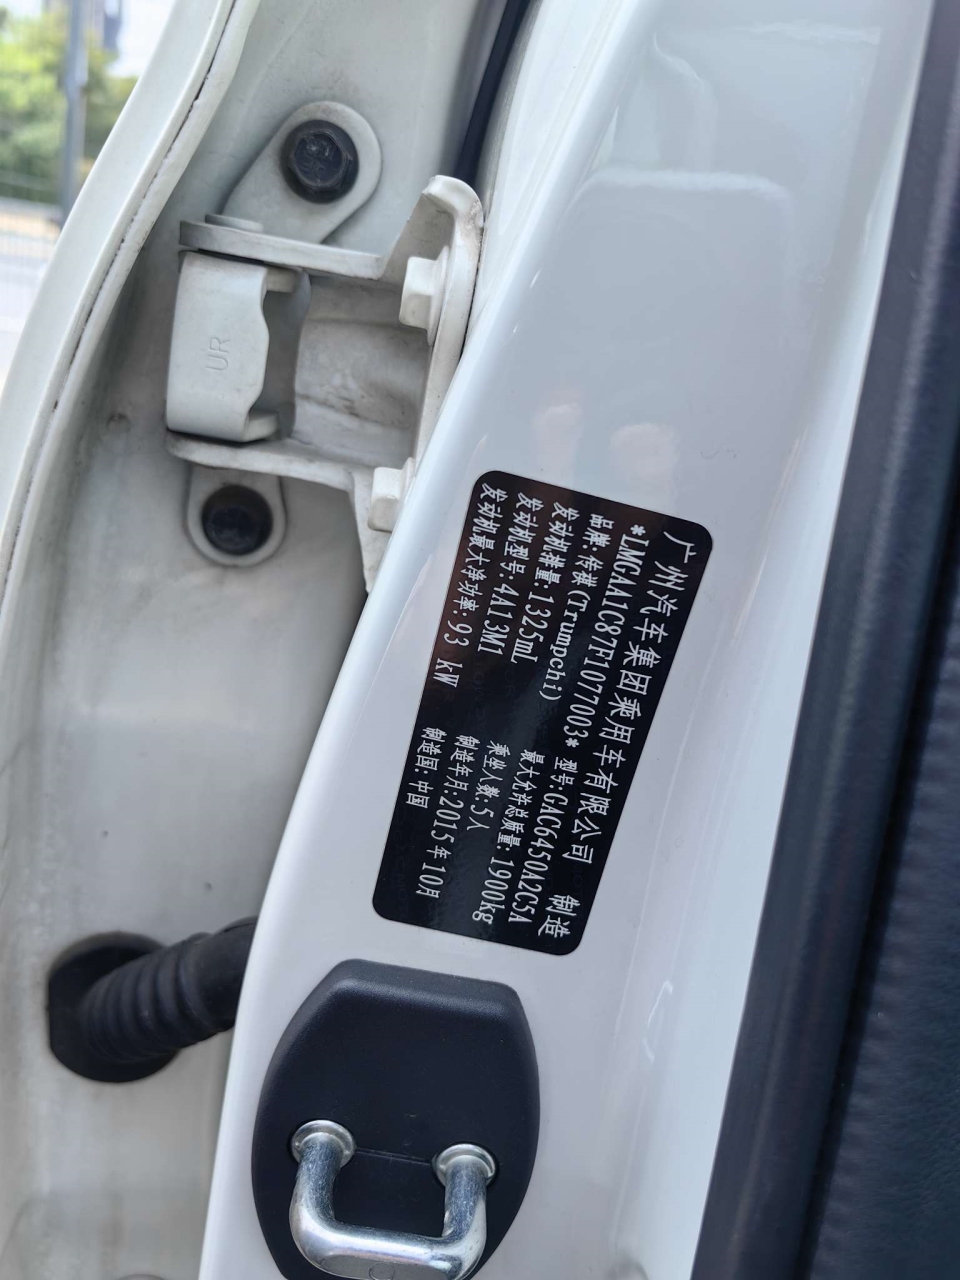 广州汽车集团乘用车有限公司 制造
*LMGAA1C87F1077003*
品牌:传祺(Trumpchi) 型号:GAC6450A2C5A
发动机排量:1325mL 最大允许总质量:1900kg
发动机型号:4A13M1 乘坐人数:5人
发动机最大净功率:93 kW 制造年月:2015年10月
制造国:中国
UR